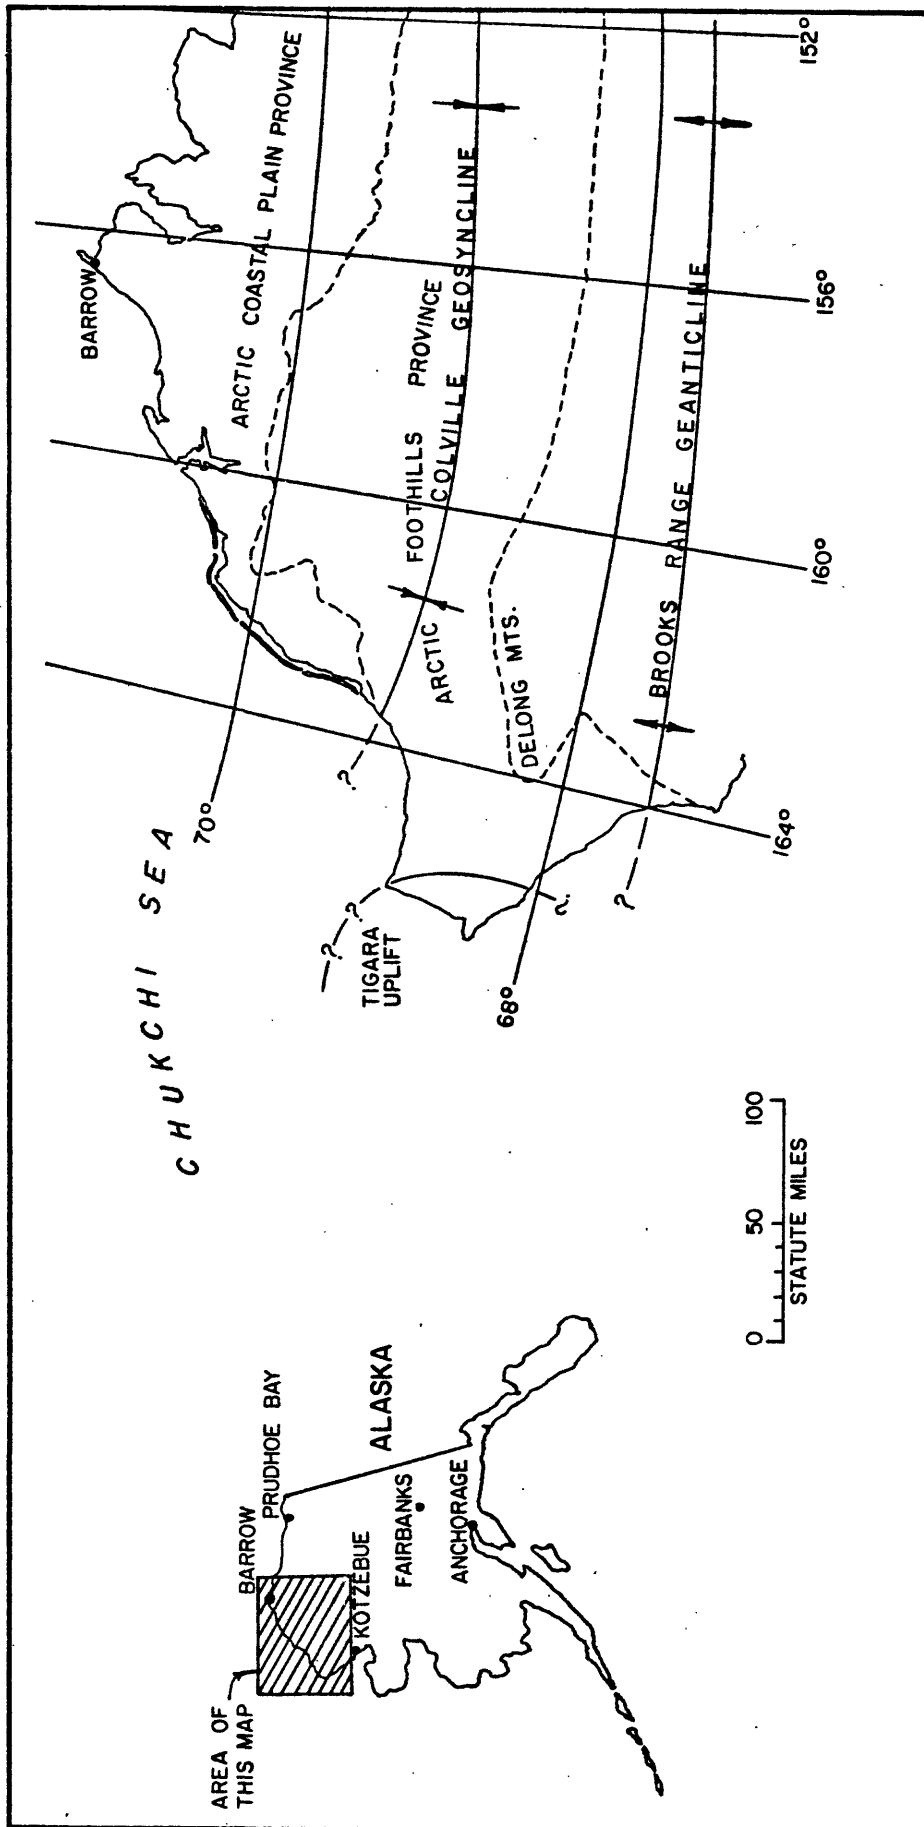 CHUKCHI SEA
BARROW
ARCTIC COASTAL PLAIN PROVINCE
ARCTIC FOOTHILLS PROVINCE
COLVILLE GEOSYNCLINE
DELONG MTS.
BROOKS RANGE GEANTICLINE
TIGARA
UPLIFT
?
?
?
?
?
70°
68°
164°
160°
156°
152°
AREA OF
THIS MAP
BARROW
PRUDHOE BAY
KOTZEBUE
ALASKA
FAIRBANKS
ANCHORAGE
0 50 100
STATUTE MILES